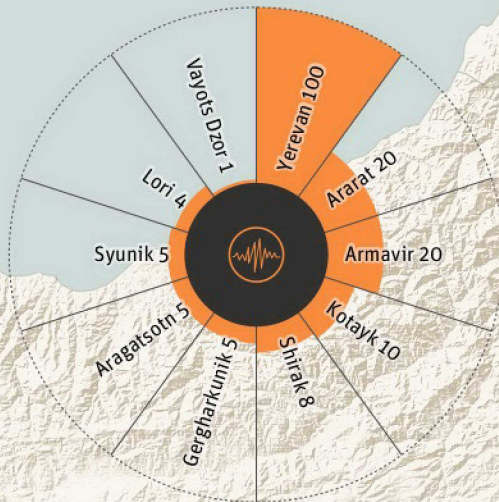 Yerevan 100
Ararat 20
Armavir 20
Kotayk 10
Shirak 8
Gergharkunik 5
Aragatsotn 5
Syunik 5
Lori 4
Vayots Dzor 1